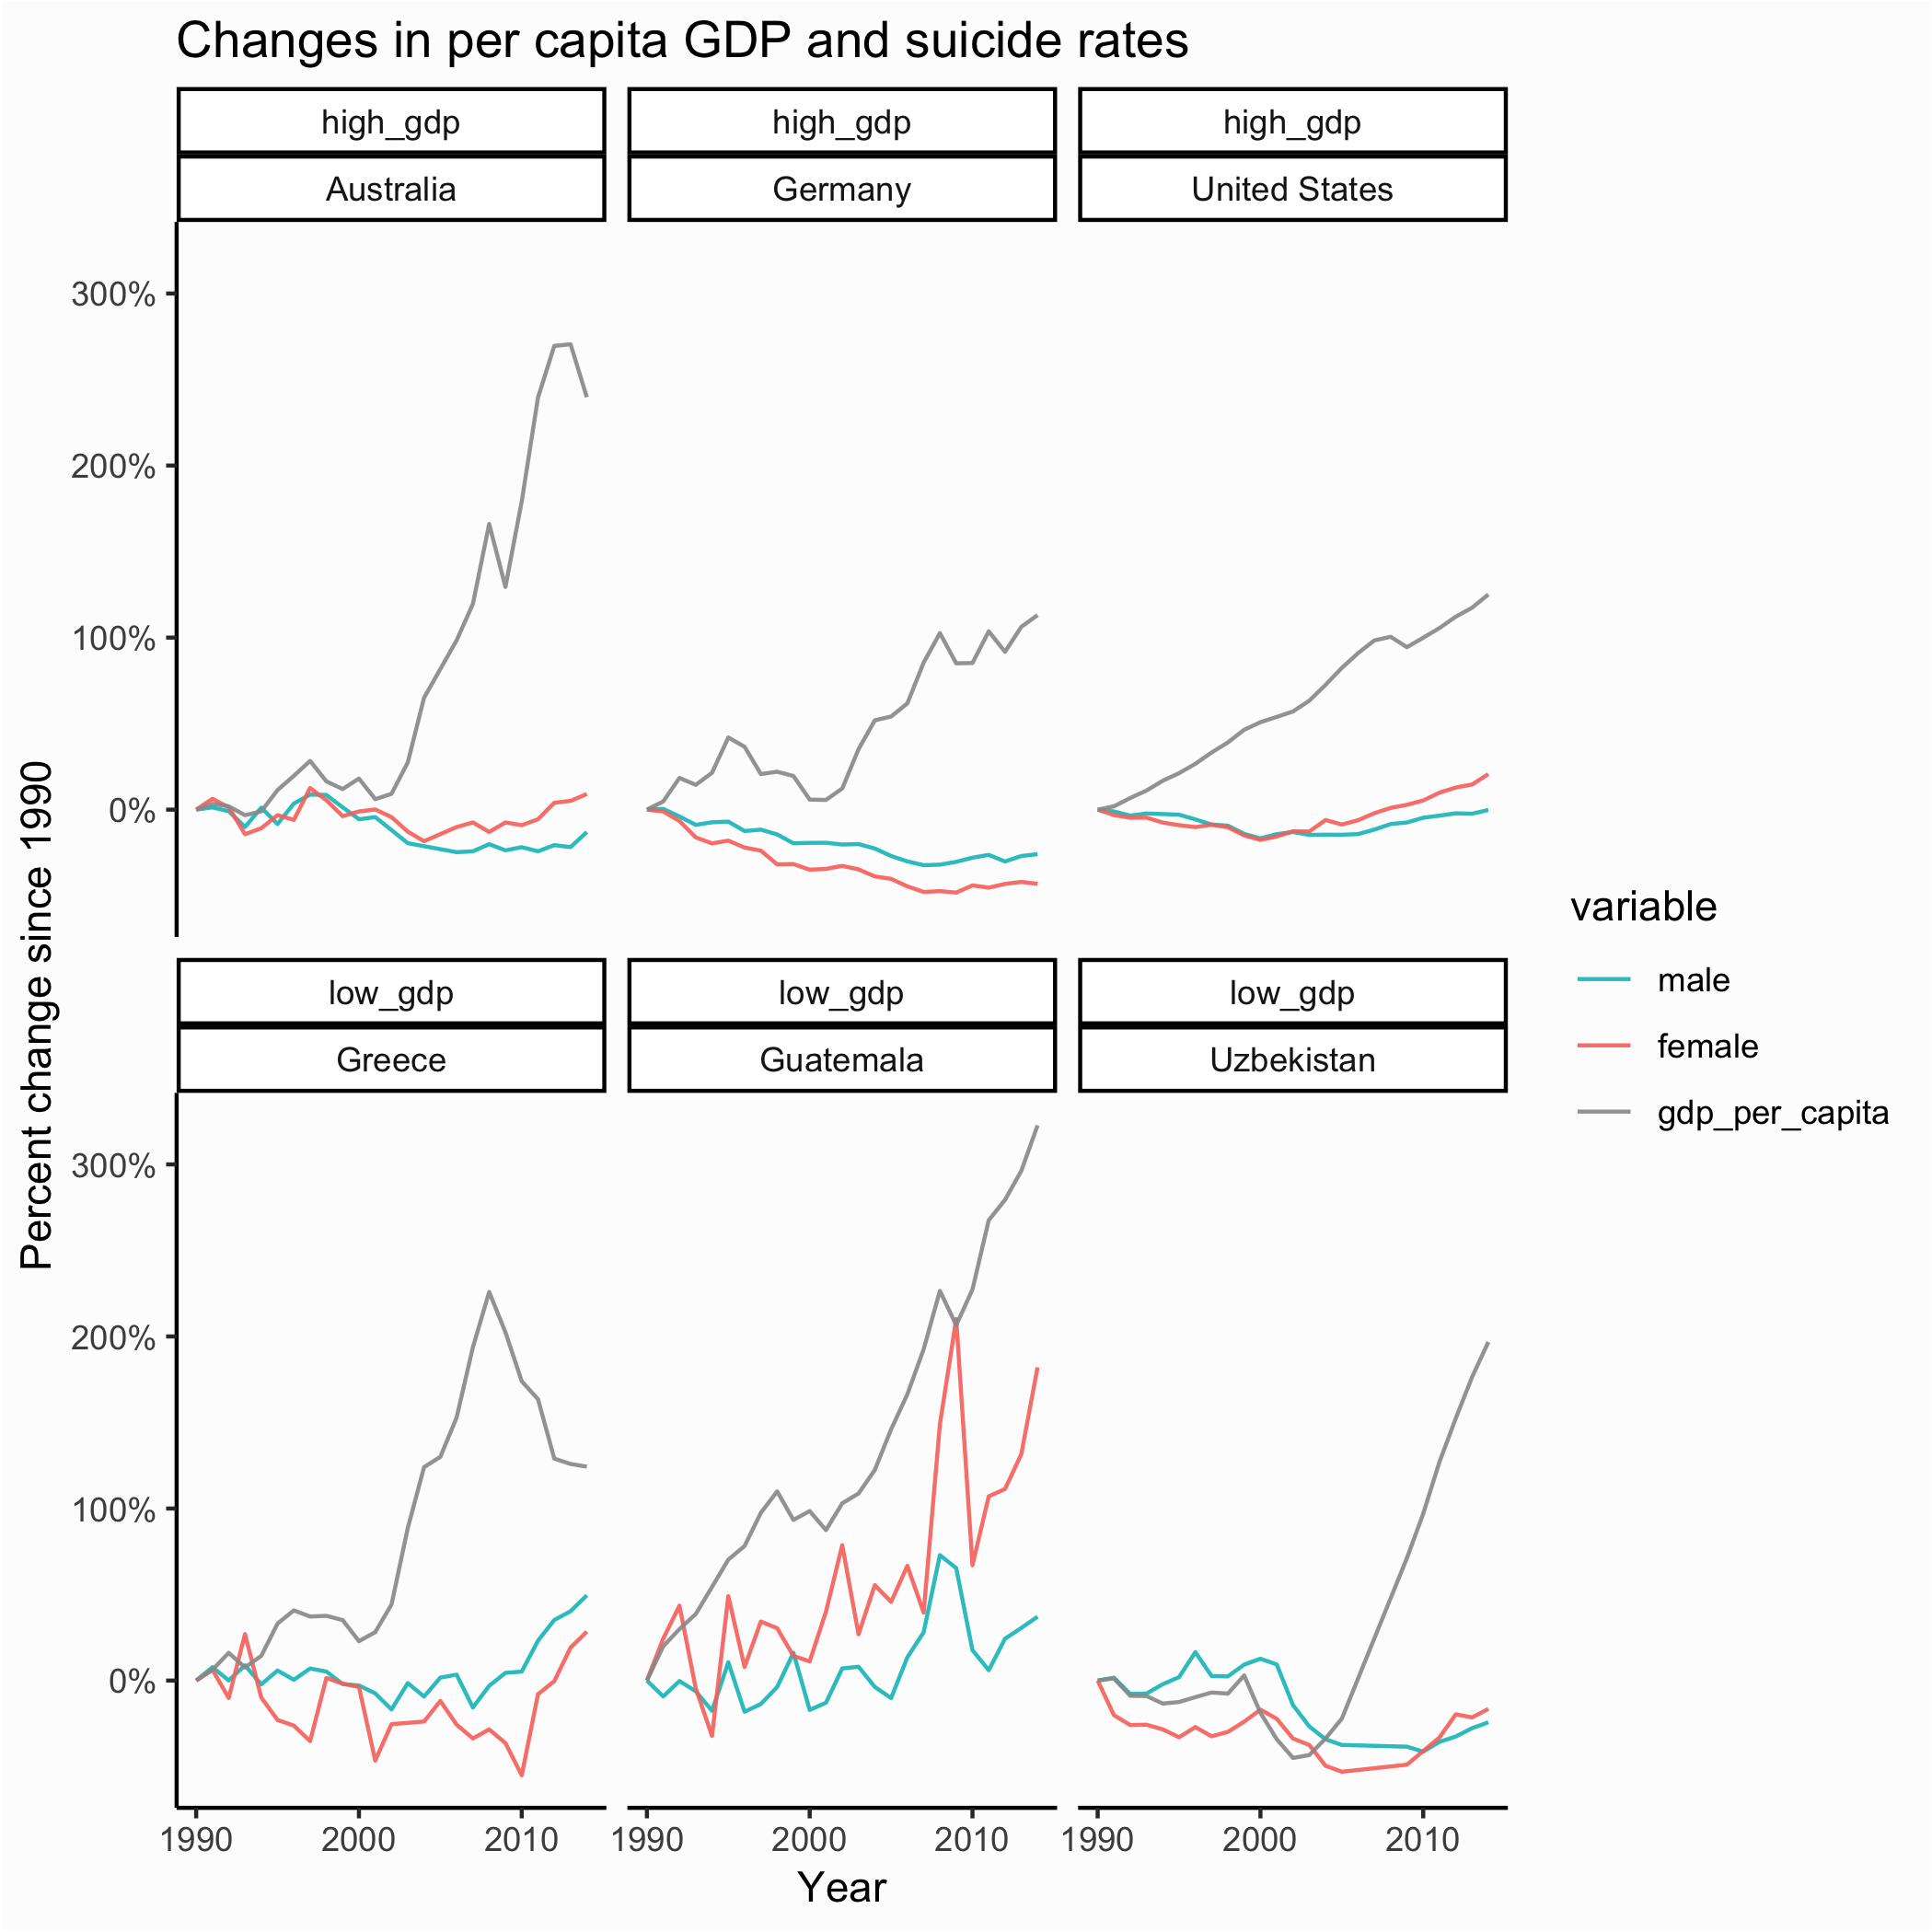 Changes in per capita GDP and suicide rates
high_gdp
high_gdp
high_gdp
Australia
Germany
United States
300%
200%
100%
0%
Percent change since 1990
variable
male
female
gdp_per_capita
low_gdp
low_gdp
low_gdp
Greece
Guatemala
Uzbekistan
300%
200%
100%
0%
1990
2000
2010
1990
2000
2010
1990
2000
2010
Year